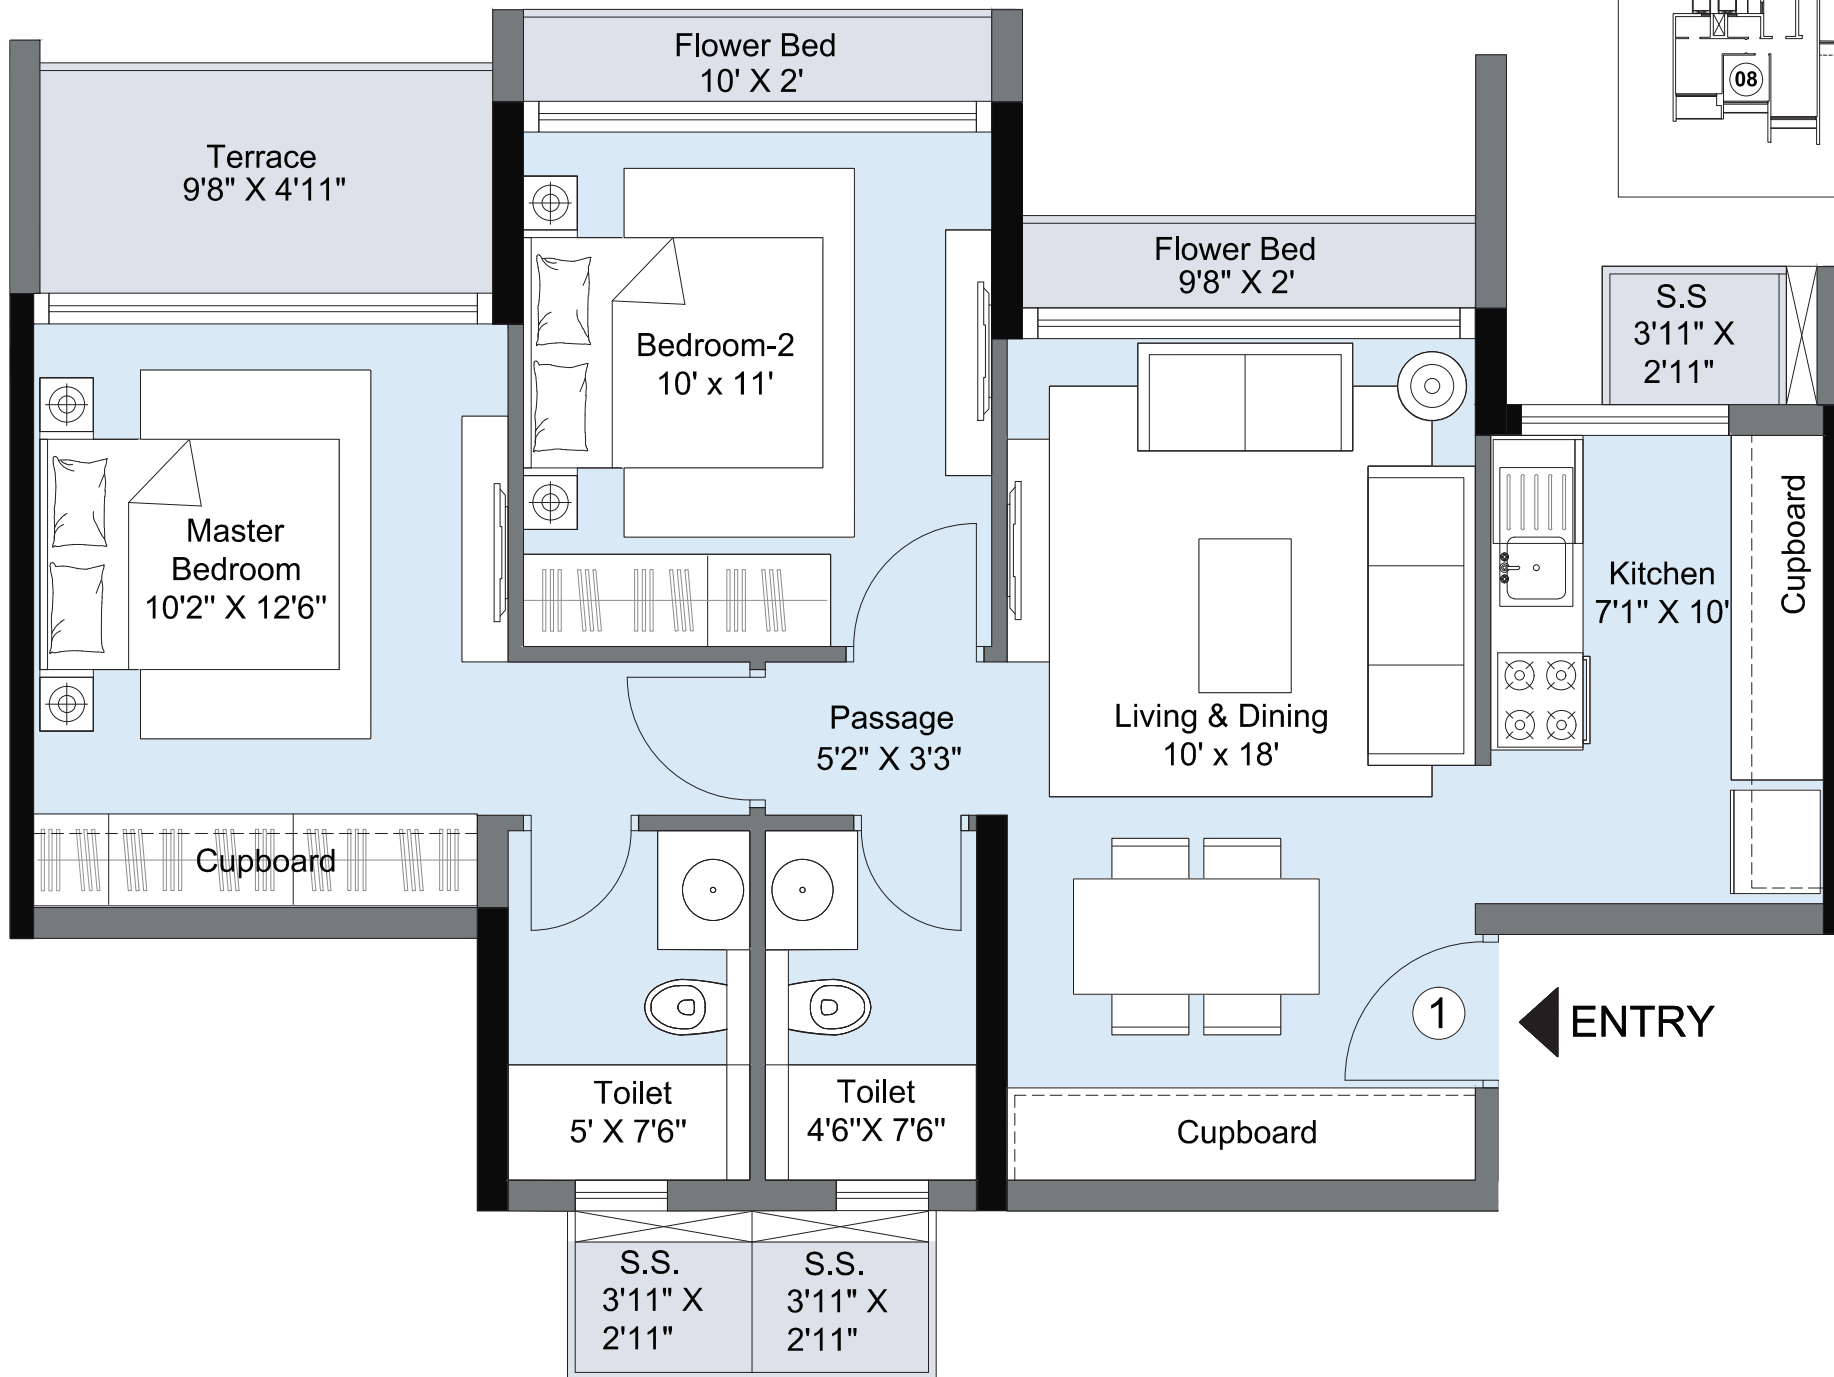 Flower Bed
10' X 2'
08
Terrace
9'8" X 4'11"
Flower Bed
9'8" X 2'
S.S
3'11" X
2'11"
Bedroom-2
10' x 11'
Master
Bedroom
10'2" X 12'6"
Kitchen
7'1" X 10'
Cupboard
Passage
5'2" X 3'3"
Living & Dining
10' x 18'
Cupboard
1
ENTRY
Toilet
5' X 7'6"
Toilet
4'6"X 7'6"
Cupboard
S.S.
3'11" X
2'11"
S.S.
3'11" X
2'11"